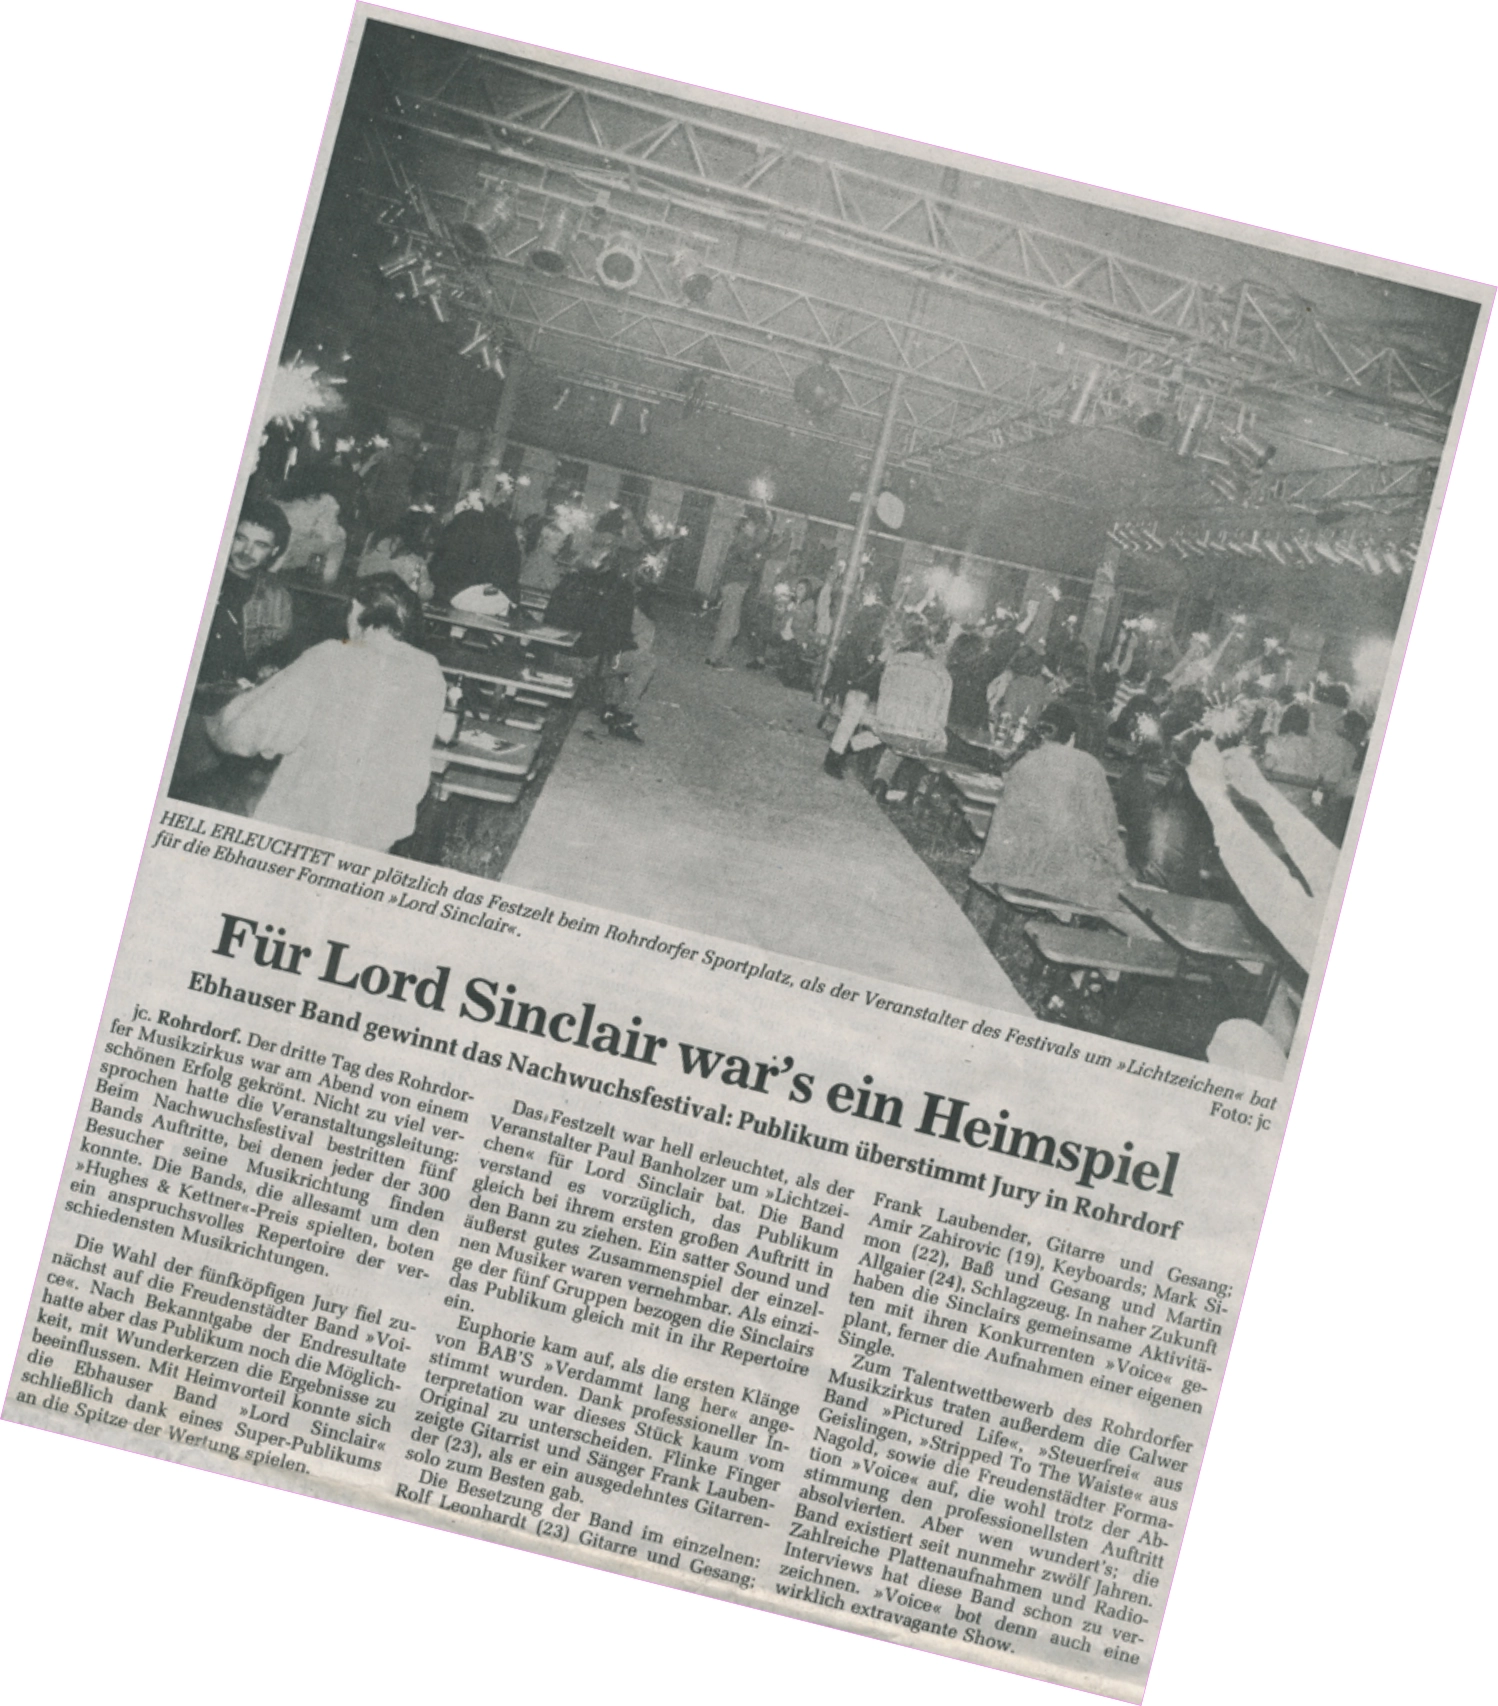 HELL ERLEUCHTET war plötzlich das Festzelt beim Rohrdorfer Sportplatz, als der Veranstalter des Festivals um »Lichtzeichen« bat
für die Ebhauser Formation »Lord Sinclair«.
Foto: jc
Für Lord Sinclair war's ein Heimspiel
Ebhauser Band gewinnt das Nachwuchsfestival: Publikum überstimmt Jury in Rohrdorf
jc. Rohrdorf. Der dritte Tag des Rohrdor-
fer Musikzirkus war am Abend von einem
schönen Erfolg gekrönt. Nicht zu viel ver-
sprochen hatte die Veranstaltungsleitung:
Beim Nachwuchsfestival bestritten fünf
Bands Auftritte, bei denen jeder der 300
Besucher seine Musikrichtung finden
konnte. Die Bands, die allesamt um den
»Hughes & Kettner«-Preis spielten, boten
ein anspruchsvolles Repertoire der ver-
schiedensten Musikrichtungen.
Die Wahl der fünfköpfigen Jury fiel zu-
nächst auf die Freudenstädter Band »Voi-
ce«. Nach Bekanntgabe der Endresultate
hatte aber das Publikum noch die Möglich-
keit, mit Wunderkerzen die Ergebnisse zu
beeinflussen. Mit Heimvorteil konnte sich
die Ebhauser Band »Lord Sinclair«
schließlich dank eines Super-Publikums
an die Spitze der Wertung spielen.
Das Festzelt war hell erleuchtet, als der
Veranstalter Paul Banholzer um »Lichtzei-
chen« für Lord Sinclair bat. Die Band
verstand es vorzüglich, das Publikum
gleich bei ihrem ersten großen Auftritt in
den Bann zu ziehen. Ein satter Sound und
äußerst gutes Zusammenspiel der einzel-
nen Musiker waren vernehmbar. Als einzi-
ge der fünf Gruppen bezogen die Sinclairs
das Publikum gleich mit in ihr Repertoire
ein.
Euphorie kam auf, als die ersten Klänge
von BAB'S »Verdammt lang her« ange-
stimmt wurden. Dank professioneller In-
terpretation war dieses Stück kaum vom
Original zu unterscheiden. Flinke Finger
zeigte Gitarrist und Sänger Frank Lauben-
der (23), als er ein ausgedehntes Gitarren-
solo zum Besten gab.
Die Besetzung der Band im einzelnen:
Rolf Leonhardt (23) Gitarre und Gesang;
Frank Laubender, Gitarre und Gesang;
Amir Zahirovic (19), Keyboards; Mark Si-
mon (22), Baß und Gesang und Martin
Allgaier (24), Schlagzeug. In naher Zukunft
haben die Sinclairs gemeinsame Aktivitä-
ten mit ihren Konkurrenten »Voice« ge-
plant, ferner die Aufnahmen einer eigenen
Single.
Zum Talentwettbewerb des Rohrdorfer
Musikzirkus traten außerdem die Calwer
Band »Pictured Life«, »Steuerfrei« aus
Geislingen, »Stripped To The Waiste« aus
Nagold, sowie die Freudenstädter Forma-
tion »Voice« auf, die wohl trotz der Ab-
stimmung den professionellsten Auftritt
absolvierten. Aber wen wundert's; die
Band existiert seit nunmehr zwölf Jahren.
Zahlreiche Plattenaufnahmen und Radio-
Interviews hat diese Band schon zu ver-
zeichnen. »Voice« bot denn auch eine
wirklich extravagante Show.